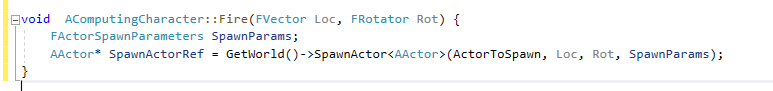 void  AComputingCharacter::Fire(FVector Loc, FRotator Rot) {
    FActorSpawnParameters SpawnParams;
    AActor* SpawnActorRef = GetWorld()->SpawnActor<AActor>(ActorToSpawn, Loc, Rot, SpawnParams);
}